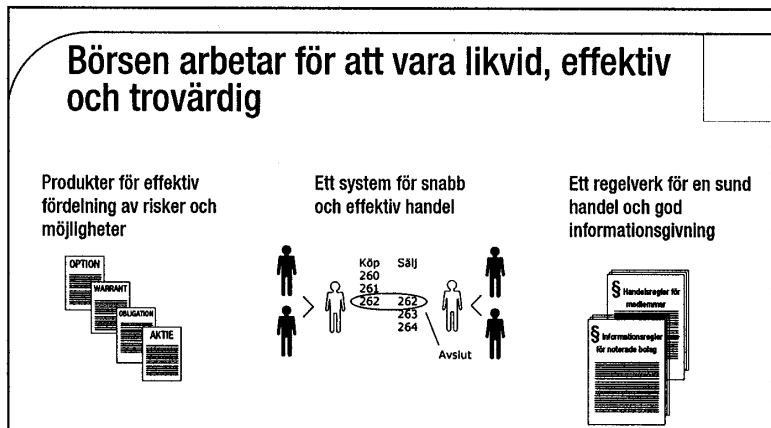 Börsen arbetar för att vara likvid, effektiv
och trovärdig
Produkter för effektiv
fördelning av risker och
möjligheter
OPTION
WARRANT
OBLIGATION
AKTIE
Ett system för snabb
och effektiv handel
Köp Sälj
260
261
262 262
263
264
Avslut
Ett regelverk för en sund
handel och god
informationsgivning
§ Handelsregler för
medlemmar
§ Informationsregler
för noterade bolag